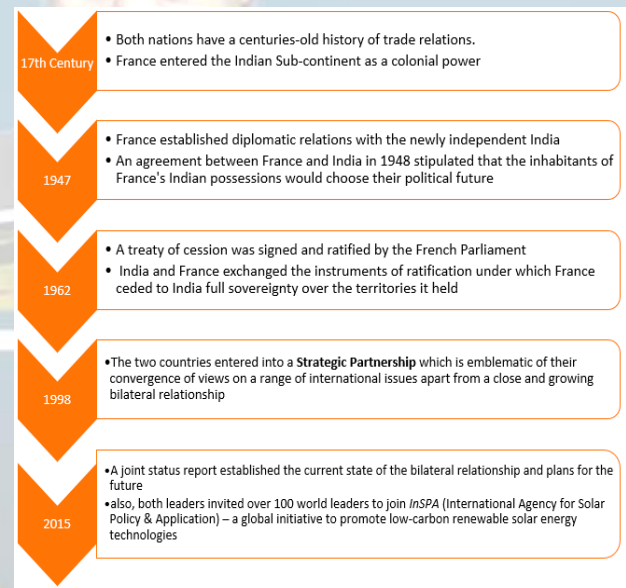 17th Century
• Both nations have a centuries-old history of trade relations.
• France entered the Indian Sub-continent as a colonial power
1947
• France established diplomatic relations with the newly independent India
• An agreement between France and India in 1948 stipulated that the inhabitants of
France's Indian possessions would choose their political future
1962
• A treaty of cession was signed and ratified by the French Parliament
• India and France exchanged the instruments of ratification under which France
ceded to India full sovereignty over the territories it held
1998
•The two countries entered into a Strategic Partnership which is emblematic of their
convergence of views on a range of international issues apart from a close and growing
bilateral relationship
2015
•A joint status report established the current state of the bilateral relationship and plans for the
future
•also, both leaders invited over 100 world leaders to join InSPA (International Agency for Solar
Policy & Application) – a global initiative to promote low-carbon renewable solar energy
technologies